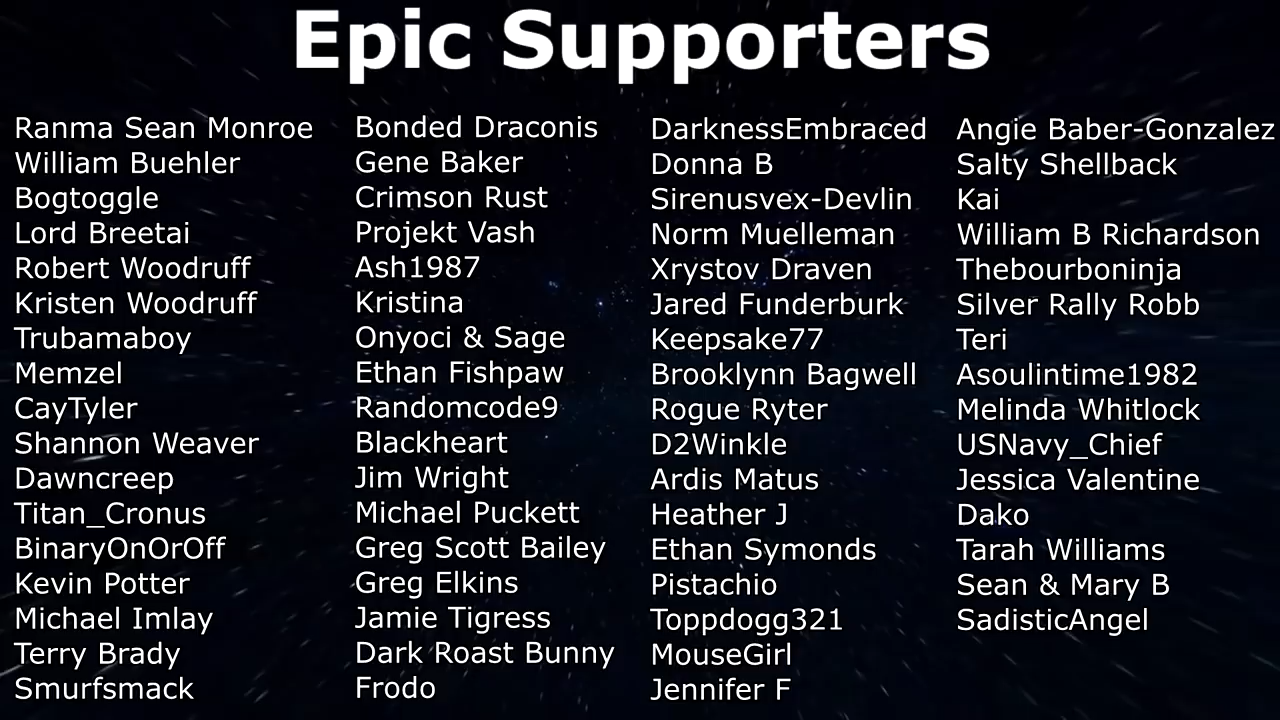 Epic Supporters
Ranma Sean Monroe
William Buehler
Bogtoggle
Lord Breetai
Robert Woodruff
Kristen Woodruff
Trubamaboy
Memzel
CayTyler
Shannon Weaver
Dawncreep
Titan_Cronus
BinaryOnOrOff
Kevin Potter
Michael Imlay
Terry Brady
Smurfsmack
Bonded Draconis
Gene Baker
Crimson Rust
Projekt Vash
Ash1987
Kristina
Onyoci & Sage
Ethan Fishpaw
Randomcode9
Blackheart
Jim Wright
Michael Puckett
Greg Scott Bailey
Greg Elkins
Jamie Tigress
Dark Roast Bunny
Frodo
DarknessEmbraced
Donna B
Sirenusvex-Devlin
Norm Muelleman
Xrystov Draven
Jared Funderburk
Keepsake77
Brooklynn Bagwell
Rogue Ryter
D2Winkle
Ardis Matus
Heather J
Ethan Symonds
Pistachio
Toppdogg321
MouseGirl
Jennifer F
Angie Baber-Gonzalez
Salty Shellback
Kai
William B Richardson
Thebourboninja
Silver Rally Robb
Teri
Asoulintime1982
Melinda Whitlock
USNavy_Chief
Jessica Valentine
Dako
Tarah Williams
Sean & Mary B
SadisticAngel